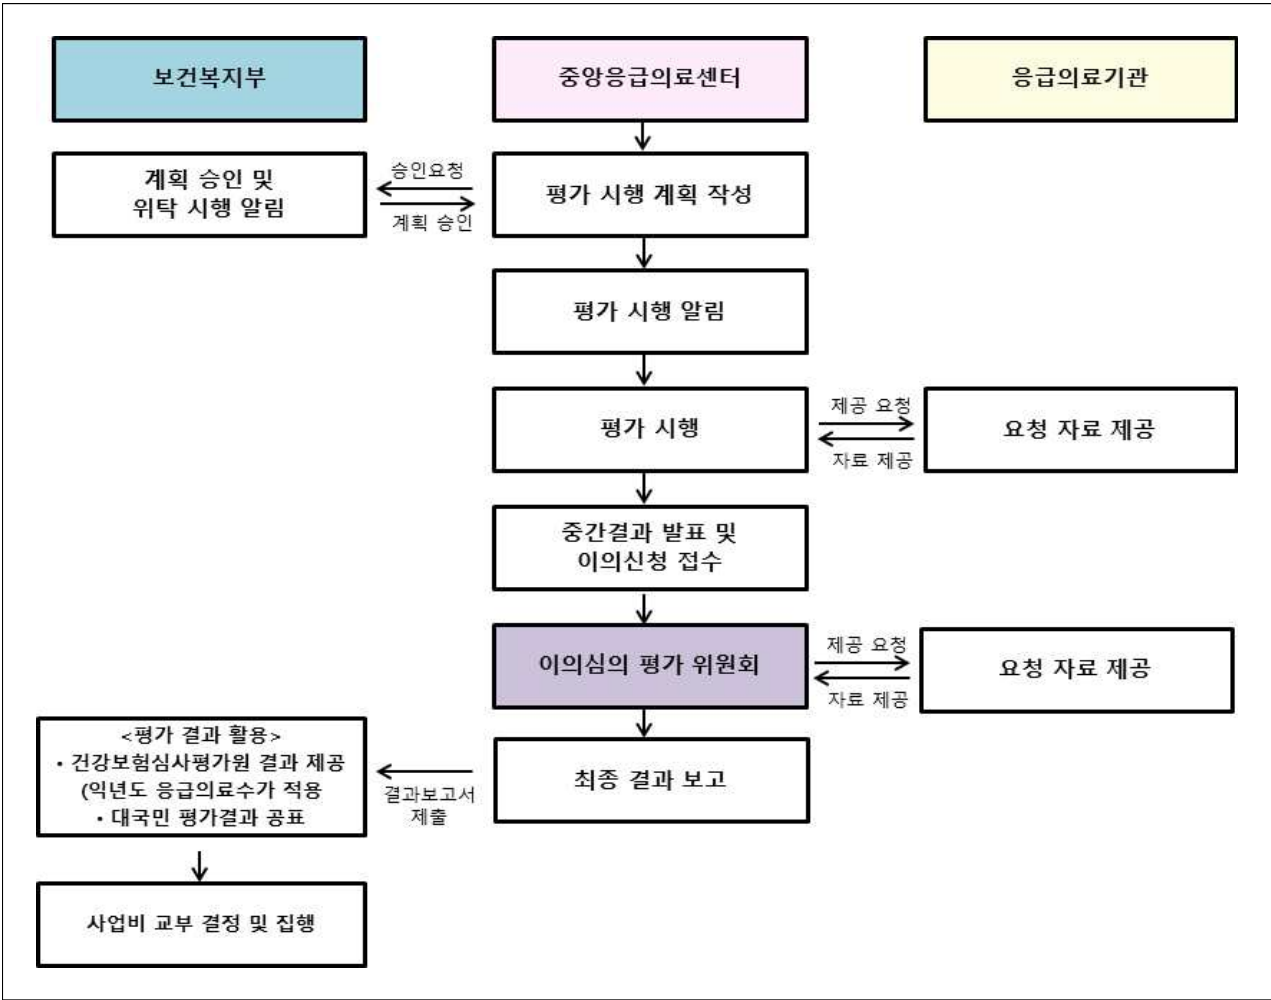 보건복지부
중앙응급의료센터
응급의료기관
계획 승인 및
위탁 시행 알림
승인요청
계획 승인
평가 시행 계획 작성
평가 시행 알림
평가 시행
제공 요청
자료 제공
요청 자료 제공
중간결과 발표 및
이의신청 접수
이의심의 평가 위원회
제공 요청
자료 제공
요청 자료 제공
<평가 결과 활용>
• 건강보험심사평가원 결과 제공
(익년도 응급의료수가 적용
• 대국민 평가결과 공표
결과보고서
제출
최종 결과 보고
사업비 교부 결정 및 집행